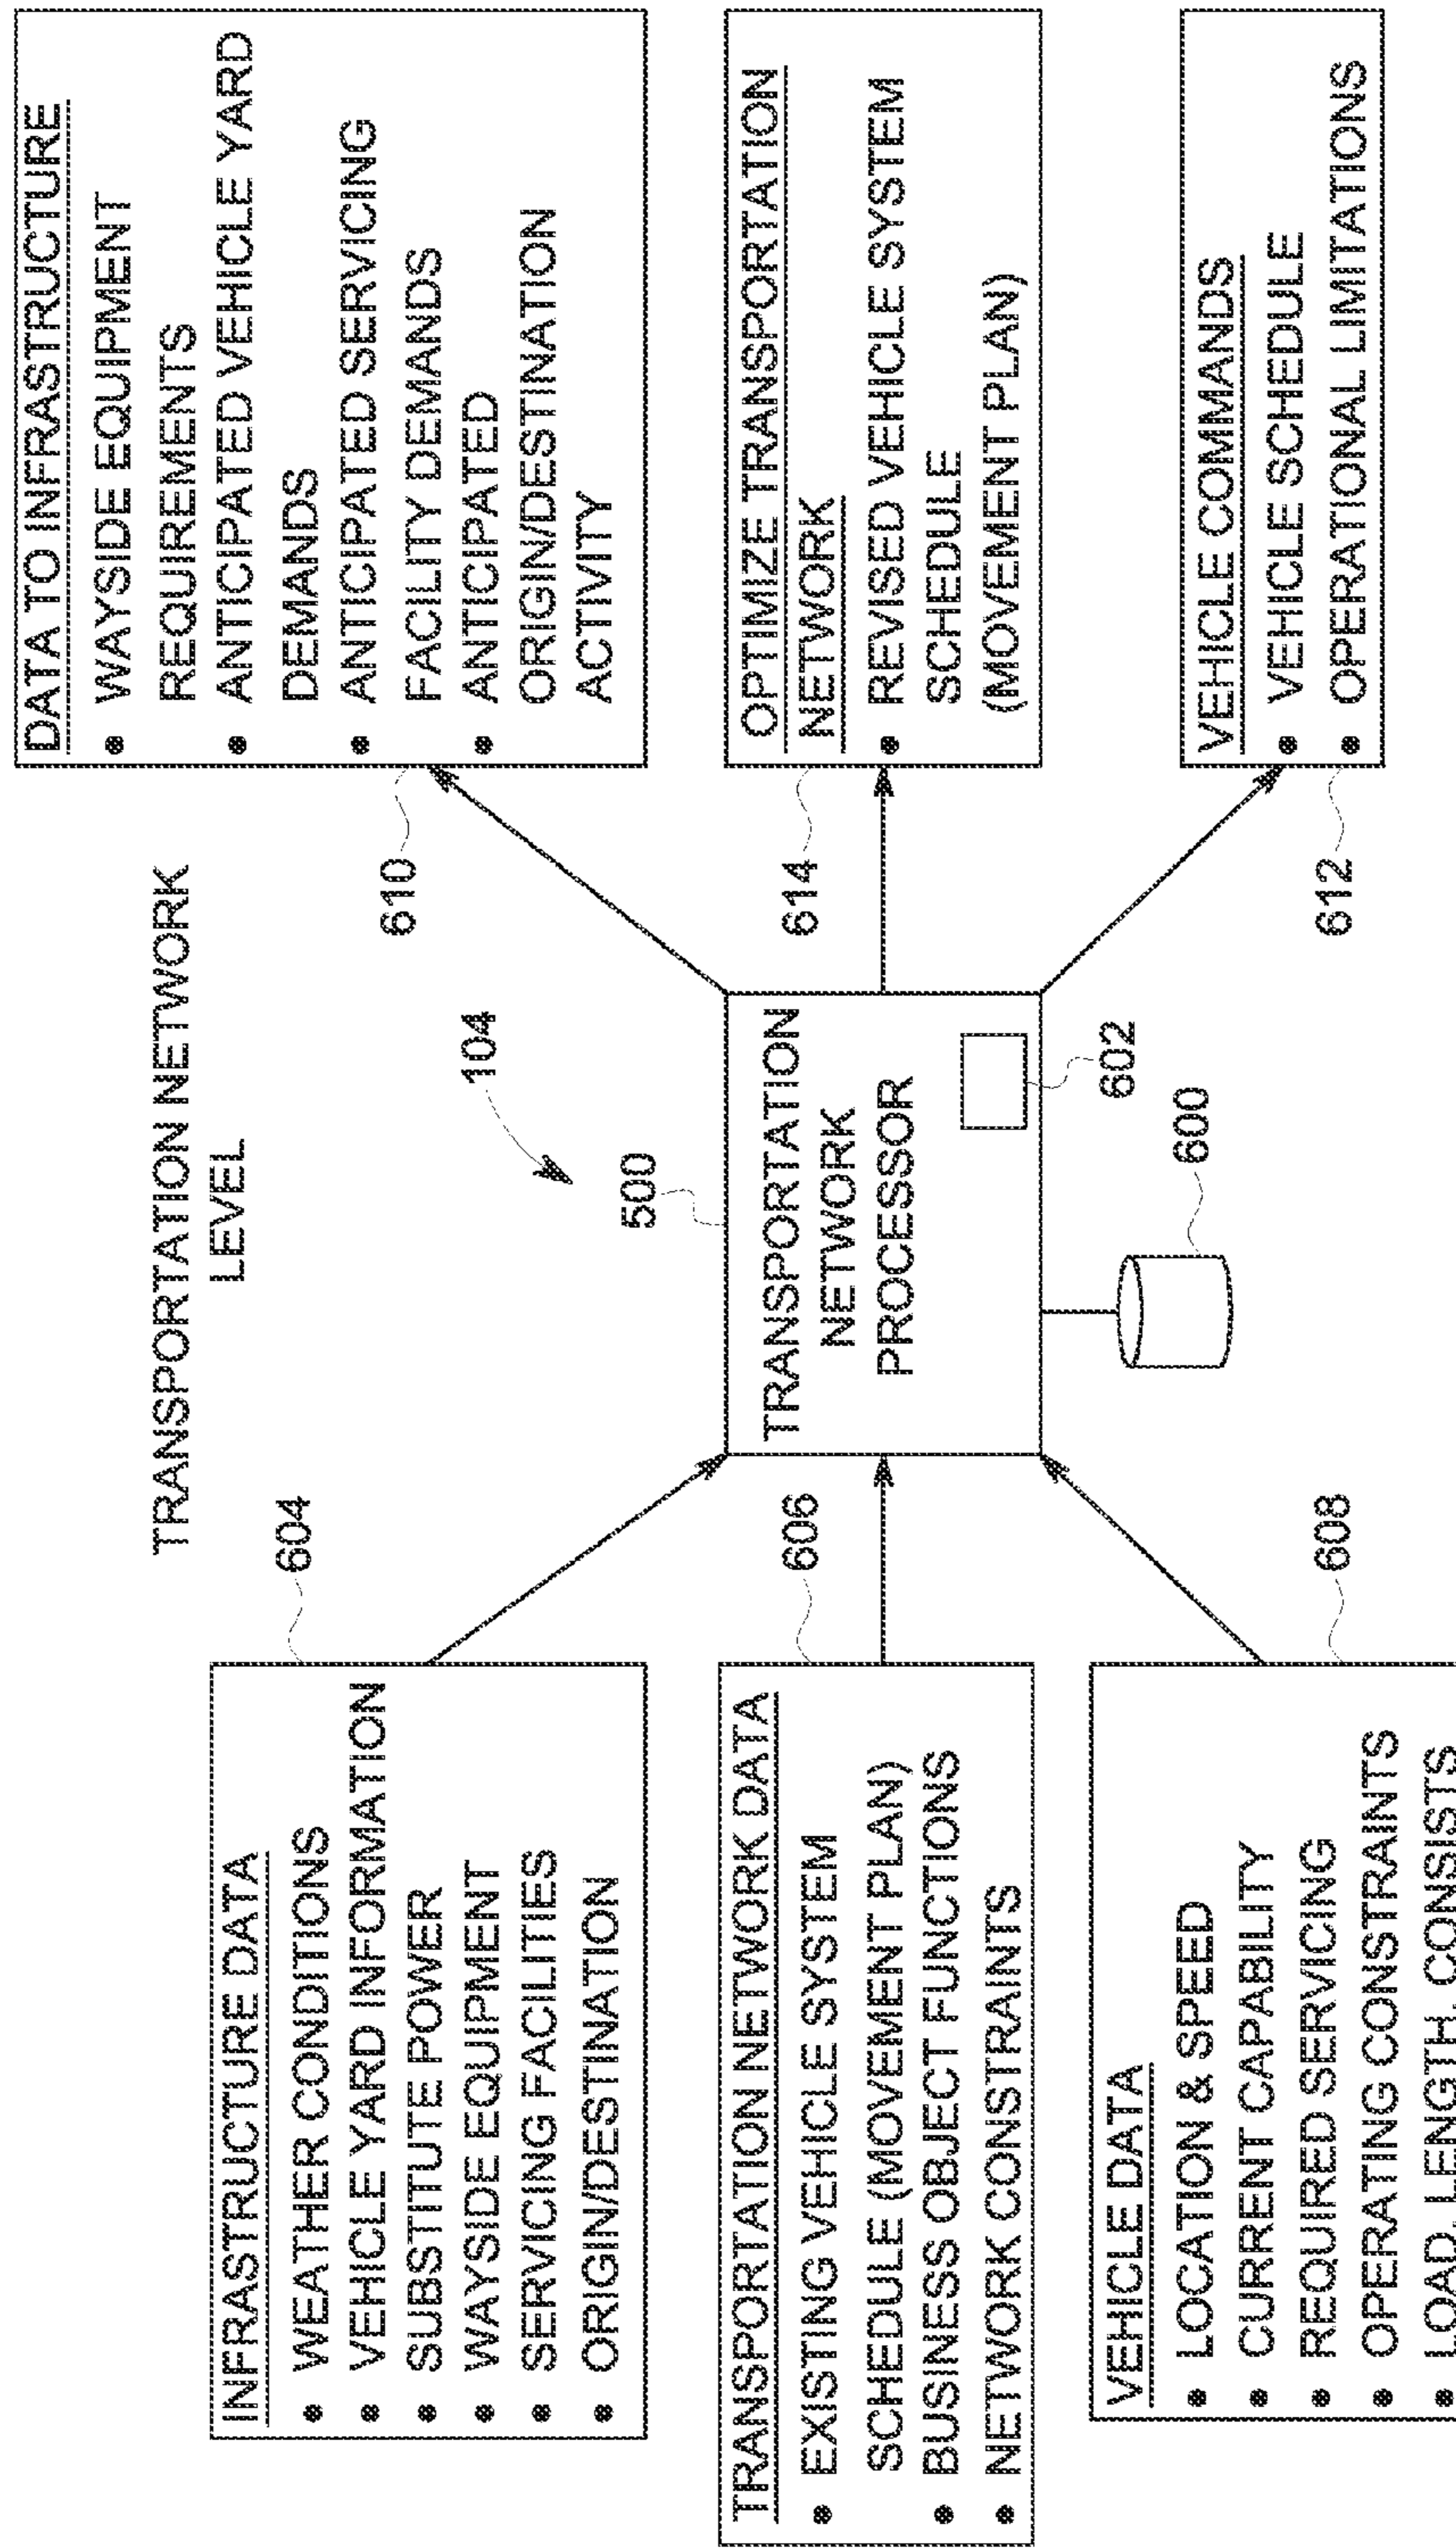 TRANSPORTATION NETWORK
LEVEL
104
INFRASTRUCTURE DATA
• WEATHER CONDITIONS
• VEHICLE YARD INFORMATION
• SUBSTITUTE POWER
• WAYSIDE EQUIPMENT
• SERVICING FACILITIES
• ORIGIN/DESTINATION
604
TRANSPORTATION NETWORK DATA
• EXISTING VEHICLE SYSTEM
SCHEDULE (MOVEMENT PLAN)
• BUSINESS OBJECT FUNCTIONS
• NETWORK CONSTRAINTS
606
VEHICLE DATA
• LOCATION & SPEED
• CURRENT CAPABILITY
• REQUIRED SERVICING
• OPERATING CONSTRAINTS
• LOAD, LENGTH, CONSISTS
608
500
TRANSPORTATION
NETWORK
PROCESSOR
602
600
DATA TO INFRASTRUCTURE
• WAYSIDE EQUIPMENT
REQUIREMENTS
• ANTICIPATED VEHICLE YARD
DEMANDS
• ANTICIPATED SERVICING
FACILITY DEMANDS
• ANTICIPATED
ORIGIN/DESTINATION
ACTIVITY
610
OPTIMIZE TRANSPORTATION
NETWORK
• REVISED VEHICLE SYSTEM
SCHEDULE
(MOVEMENT PLAN)
614
VEHICLE COMMANDS
• VEHICLE SCHEDULE
• OPERATIONAL LIMITATIONS
612